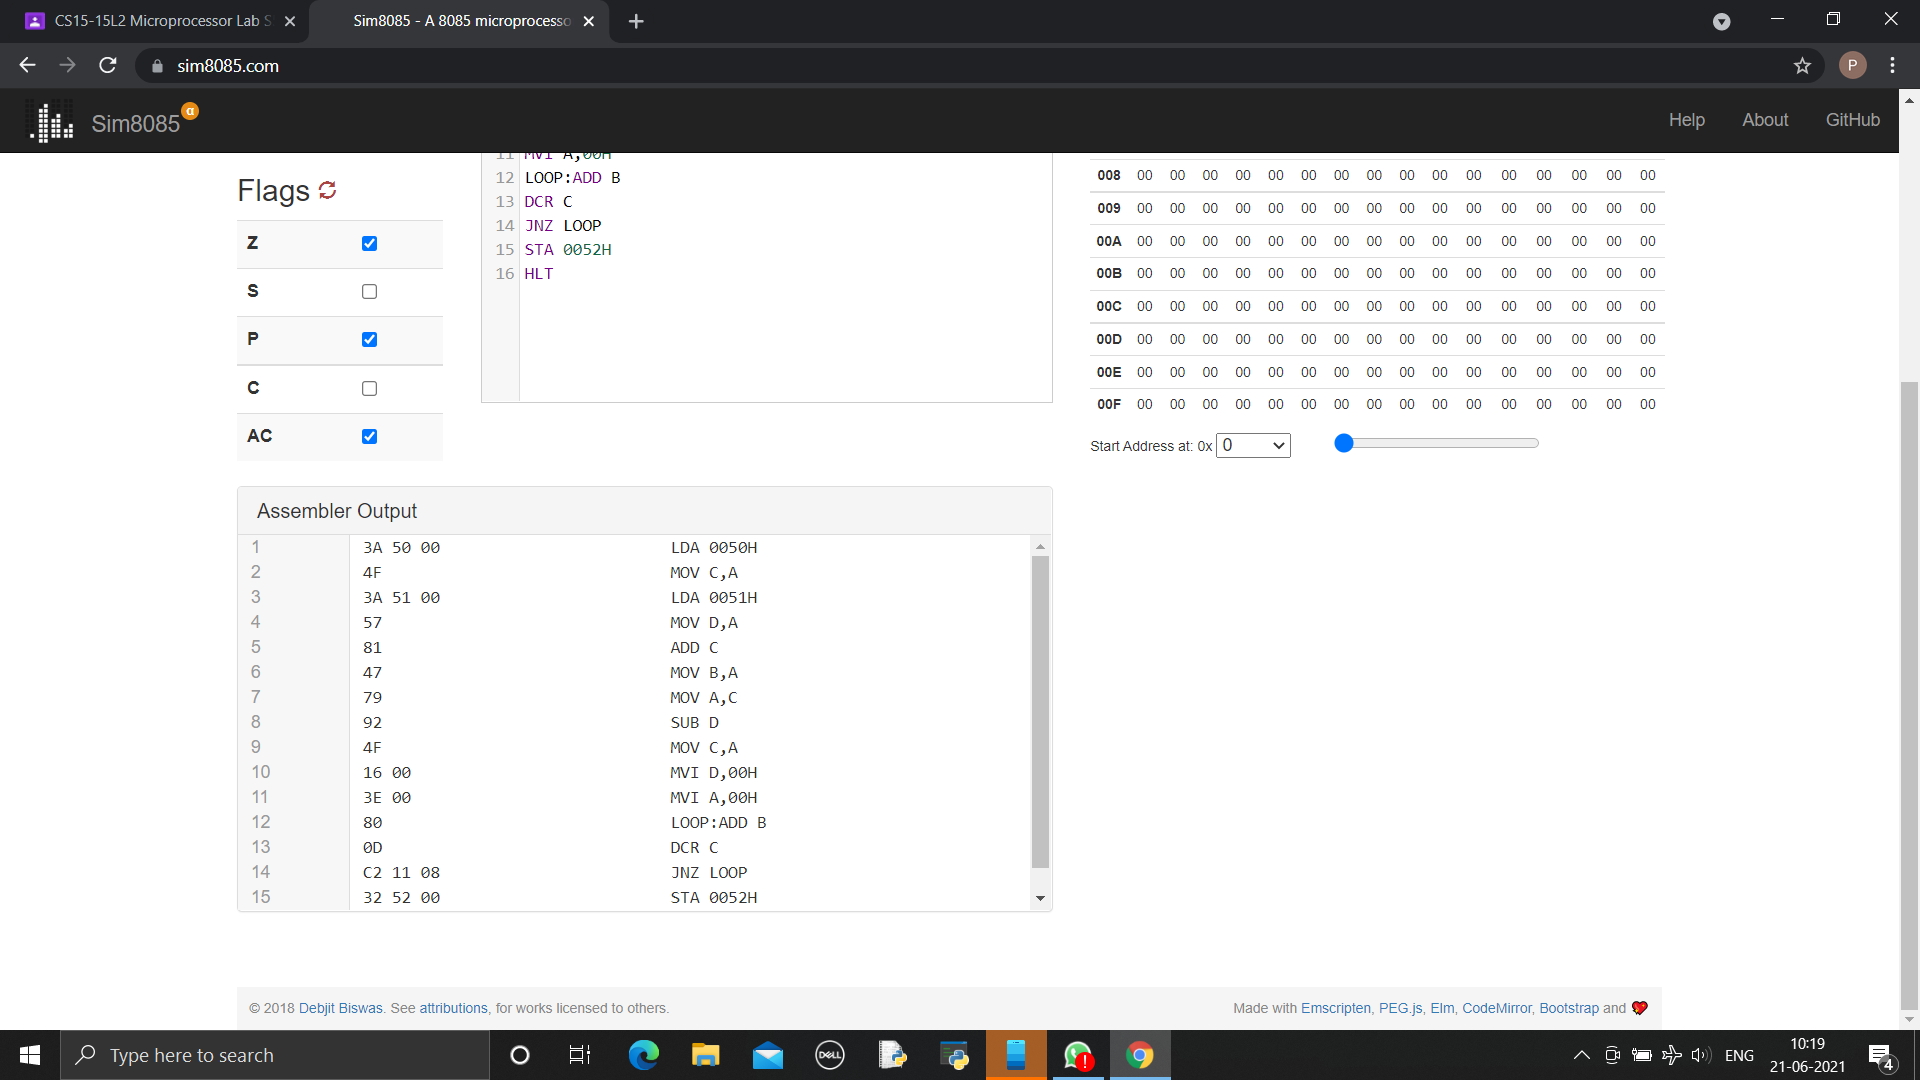 CS15-15L2 Microprocessor Lab S
Sim8085 - A 8085 microprocesso
sim8085.com
P
Sim8085 α
Help About GitHub
Flags
Z
S
P
C
AC
11 MVI A,00H
12 LOOP:ADD B
13 DCR C
14 JNZ LOOP
15 STA 0052H
16 HLT
008 00 00 00 00 00 00 00 00 00 00 00 00 00 00 00 00
009 00 00 00 00 00 00 00 00 00 00 00 00 00 00 00 00
00A 00 00 00 00 00 00 00 00 00 00 00 00 00 00 00 00
00B 00 00 00 00 00 00 00 00 00 00 00 00 00 00 00 00
00C 00 00 00 00 00 00 00 00 00 00 00 00 00 00 00 00
00D 00 00 00 00 00 00 00 00 00 00 00 00 00 00 00 00
00E 00 00 00 00 00 00 00 00 00 00 00 00 00 00 00 00
00F 00 00 00 00 00 00 00 00 00 00 00 00 00 00 00 00
Start Address at: 0x 0
Assembler Output
1 3A 50 00 LDA 0050H
2 4F MOV C,A
3 3A 51 00 LDA 0051H
4 57 MOV D,A
5 81 ADD C
6 47 MOV B,A
7 79 MOV A,C
8 92 SUB D
9 4F MOV C,A
10 16 00 MVI D,00H
11 3E 00 MVI A,00H
12 80 LOOP:ADD B
13 0D DCR C
14 C2 11 08 JNZ LOOP
15 32 52 00 STA 0052H
© 2018 Debjit Biswas. See attributions, for works licensed to others.
Made with Emscripten, PEG.js, Elm, CodeMirror, Bootstrap and
Type here to search
DELL
ENG
10:19
21-06-2021
4